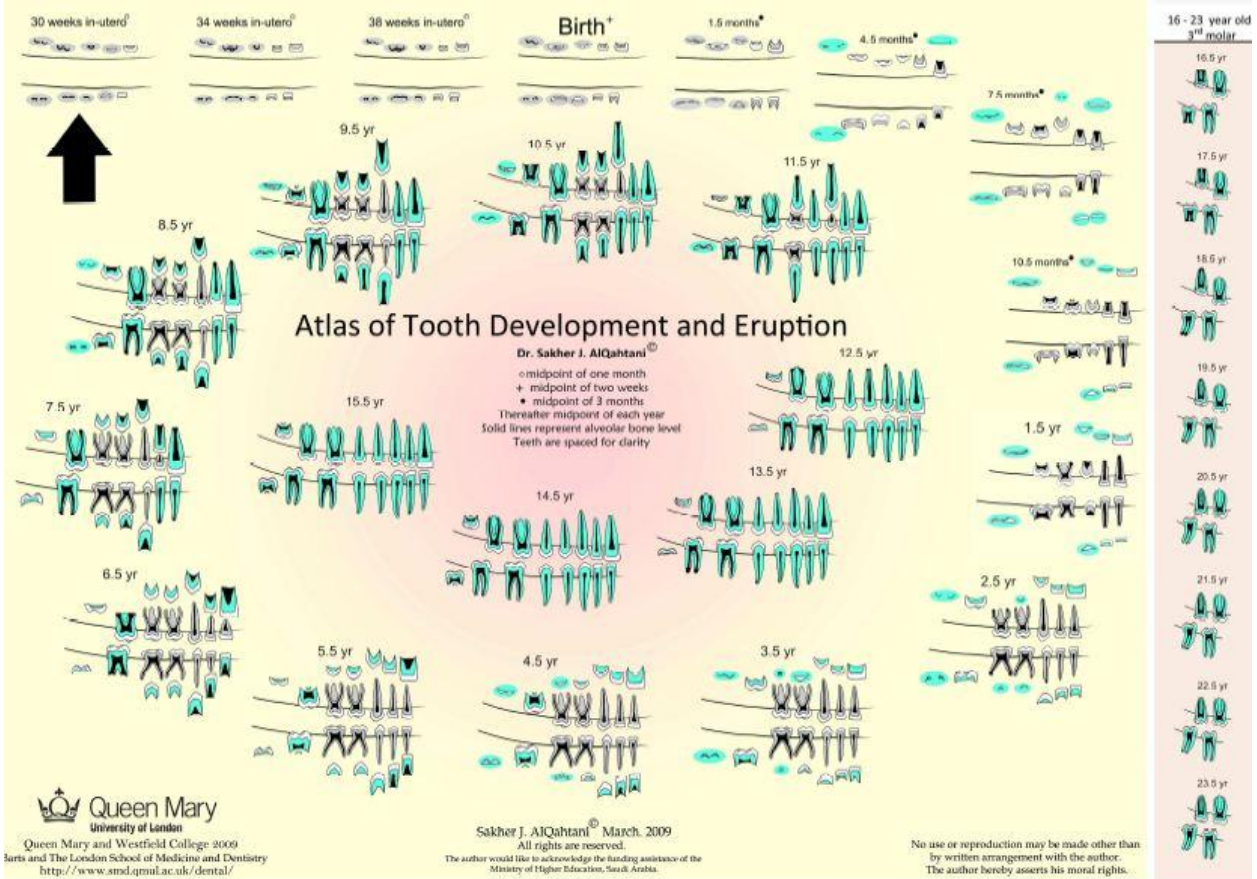 30 weeks in-utero○
34 weeks in-utero○
38 weeks in-utero○
Birth+
1.5 months●
4.5 months●
7.5 months●
9.5 yr
10.5 yr
11.5 yr
8.5 yr
10.5 months●
Atlas of Tooth Development and Eruption
Dr. Sakher J. AlQahtani©
○midpoint of one month
+ midpoint of two weeks
● midpoint of 3 months
Thereafter midpoint of each year
Solid lines represent alveolar bone level
Teeth are spaced for clarity
12.5 yr
7.5 yr
15.5 yr
1.5 yr
14.5 yr
13.5 yr
6.5 yr
2.5 yr
5.5 yr
4.5 yr
3.5 yr
Queen Mary
University of London
Queen Mary and Westfield College 2009
Barts and The London School of Medicine and Dentistry
http://www.smd.qmul.ac.uk/dental/
Sakher J. AlQahtani© March. 2009
All rights are reserved.
The author would like to acknowledge the funding assistance of the
Ministry of Higher Education, Saudi Arabia.
No use or reproduction may be made other than
by written arrangement with the author.
The author hereby asserts his moral rights.
16 - 23 year old
3rd molar
16.5 yr
17.5 yr
18.5 yr
19.5 yr
20.5 yr
21.5 yr
22.5 yr
23.5 yr